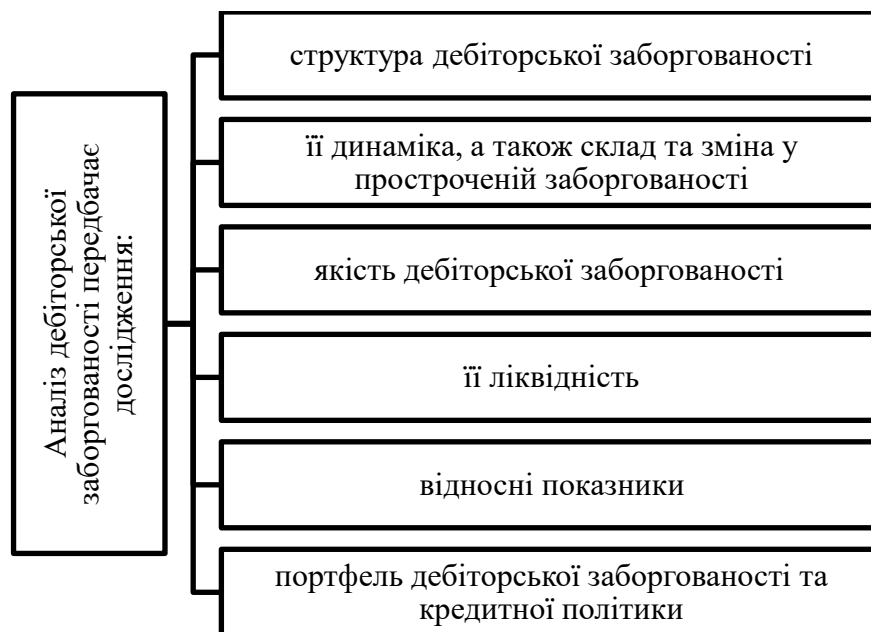 Аналіз дебіторської
заборгованості передбачає
дослідження:
структура дебіторської заборгованості
її динаміка, а також склад та зміна у
простроченій заборгованості
якість дебіторської заборгованості
її ліквідність
відносні показники
портфель дебіторської заборгованості та
кредитної політики